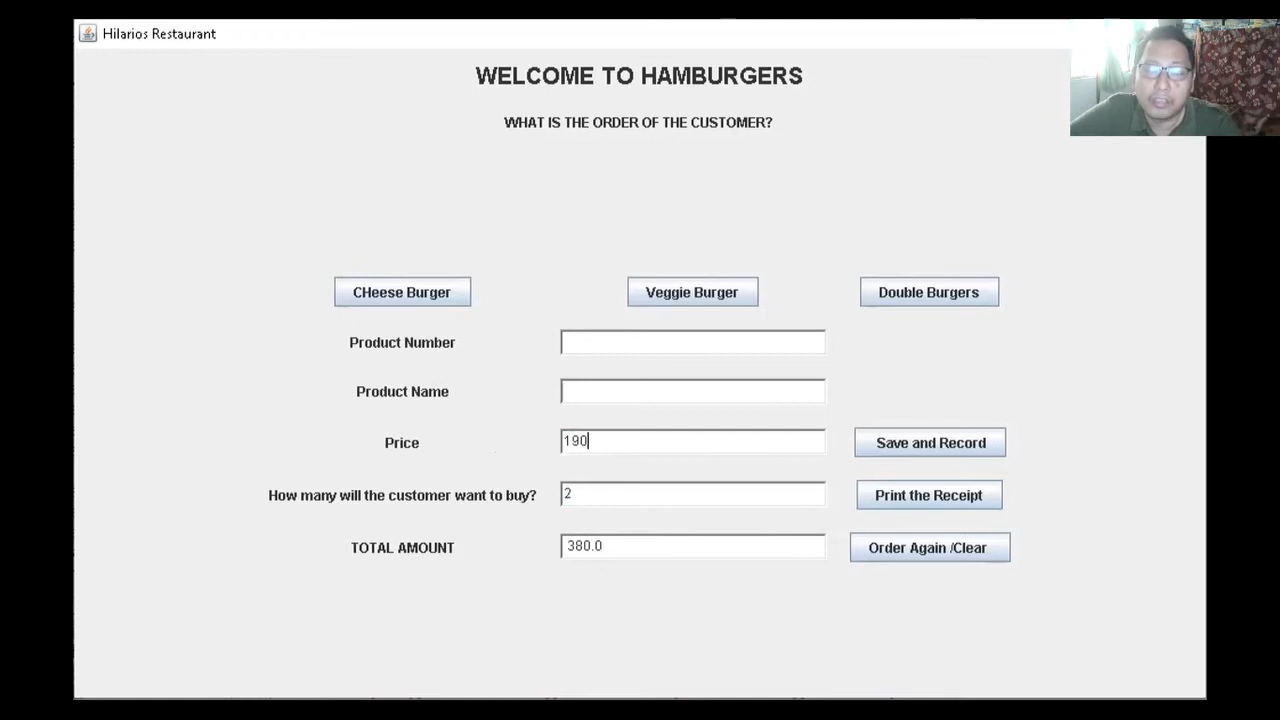 Hilarios Restaurant
WELCOME TO HAMBURGERS
WHAT IS THE ORDER OF THE CUSTOMER?
CHeese Burger Veggie Burger Double Burgers
Product Number
Product Name
Price 190 Save and Record
How many will the customer want to buy? 2 Print the Receipt
TOTAL AMOUNT 380.0 Order Again /Clear